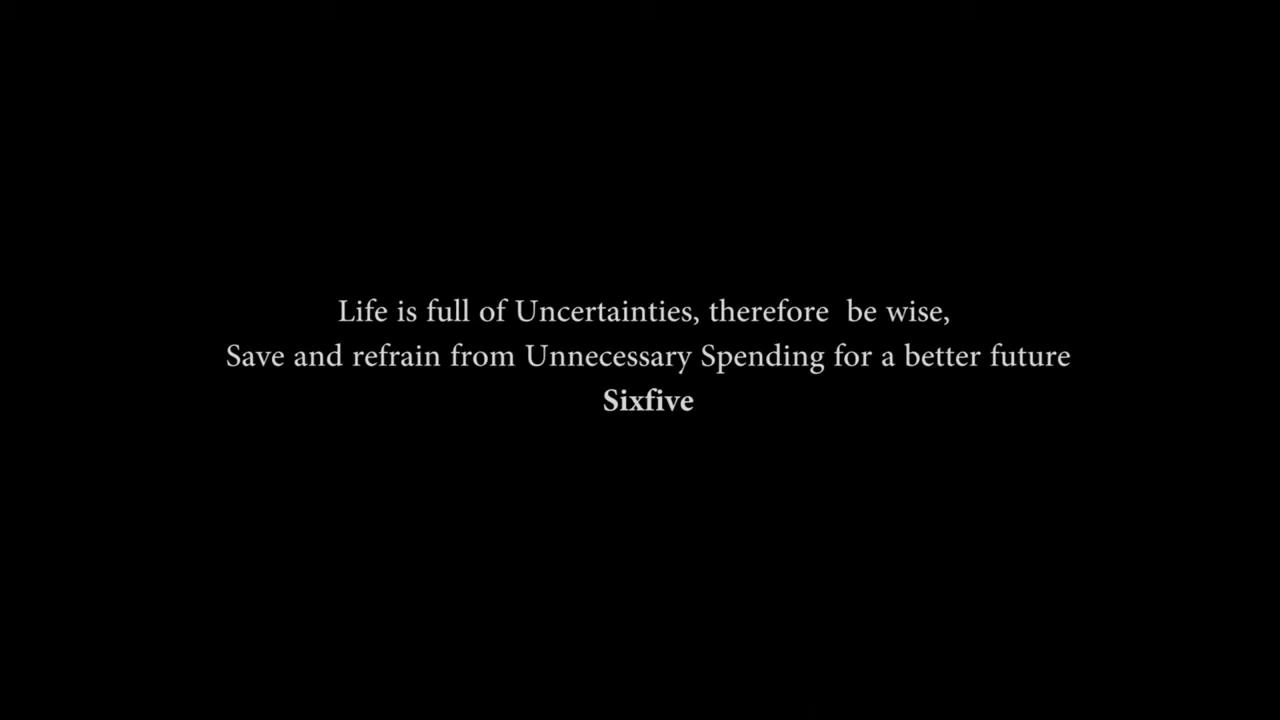 Life is full of Uncertainties, therefore  be wise,
Save and refrain from Unnecessary Spending for a better future
Sixfive